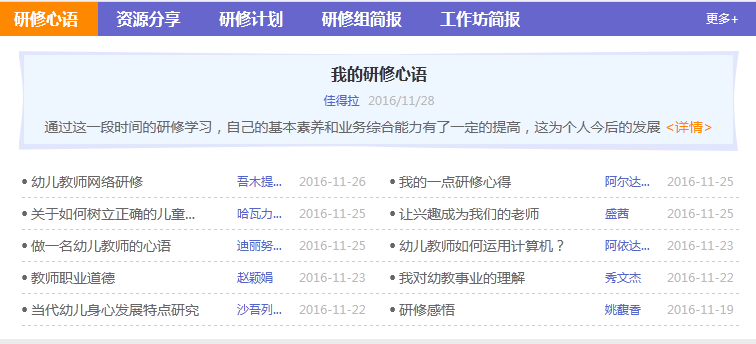 研修心语 资源分享 研修计划 研修组简报 工作坊简报 更多+
我的研修心语
佳得拉 2016/11/28
通过这一段时间的研修学习，自己的基本素养和业务综合能力有了一定的提高，这为个人今后的发展 <详情>
• 幼儿教师网络研修 吾木提... 2016-11-26 • 我的一点研修心得 阿尔达... 2016-11-25
• 关于如何树立正确的儿童... 哈瓦力... 2016-11-25 • 让兴趣成为我们的老师 盛茜 2016-11-25
• 做一名幼儿教师的心语 迪丽努... 2016-11-25 • 幼儿教师如何运用计算机？ 阿依达... 2016-11-23
• 教师职业道德 赵颖娟 2016-11-23 • 我对幼教事业的理解 秀文杰 2016-11-22
• 当代幼儿身心发展特点研究 沙吾列... 2016-11-22 • 研修感悟 姚馥香 2016-11-19